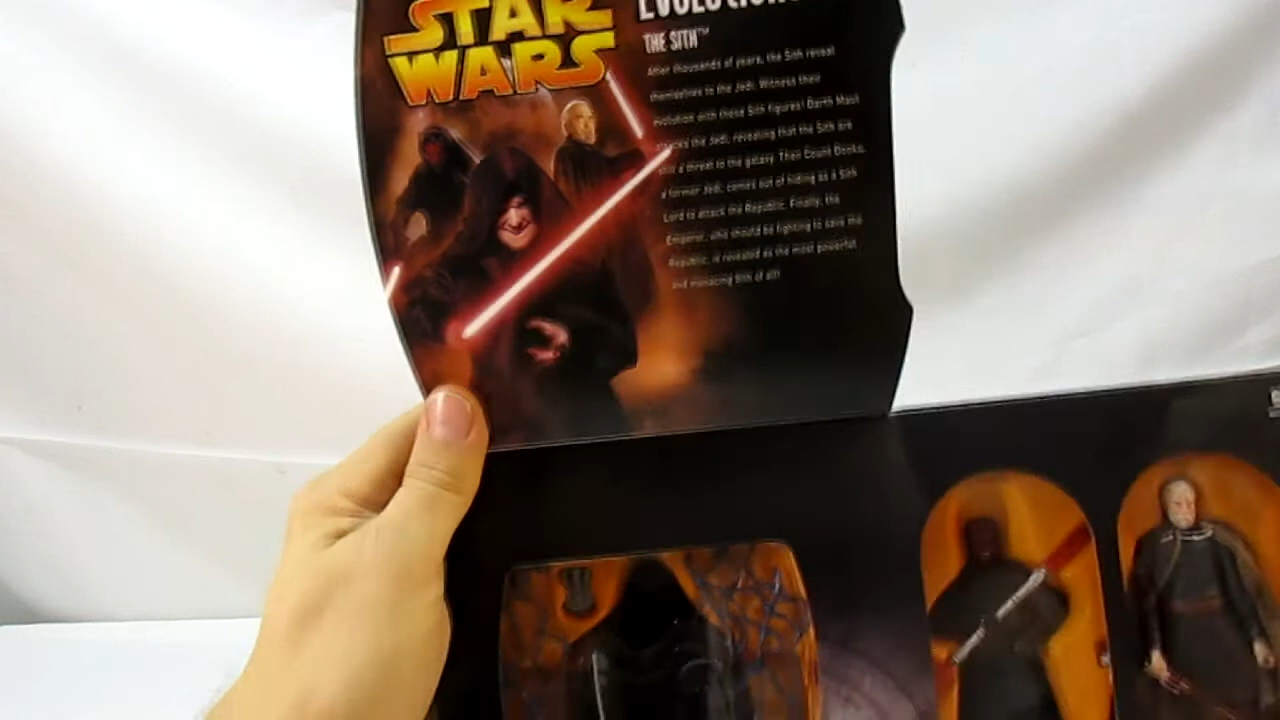 STAR
WARS
EVOLUTIONS
THE SITH™
After thousands of years, the Sith reveal
themselves to the Jedi. Witness their
evolution with these Sith figures! Darth Maul
attacks the Jedi, revealing that the Sith are
still a threat to the galaxy. Then Count Dooku,
a former Jedi, comes out of hiding as a Sith
Lord to attack the Republic. Finally, the
Emperor, who should be fighting to save the
Republic, is revealed as the most powerful
and menacing Sith of all!